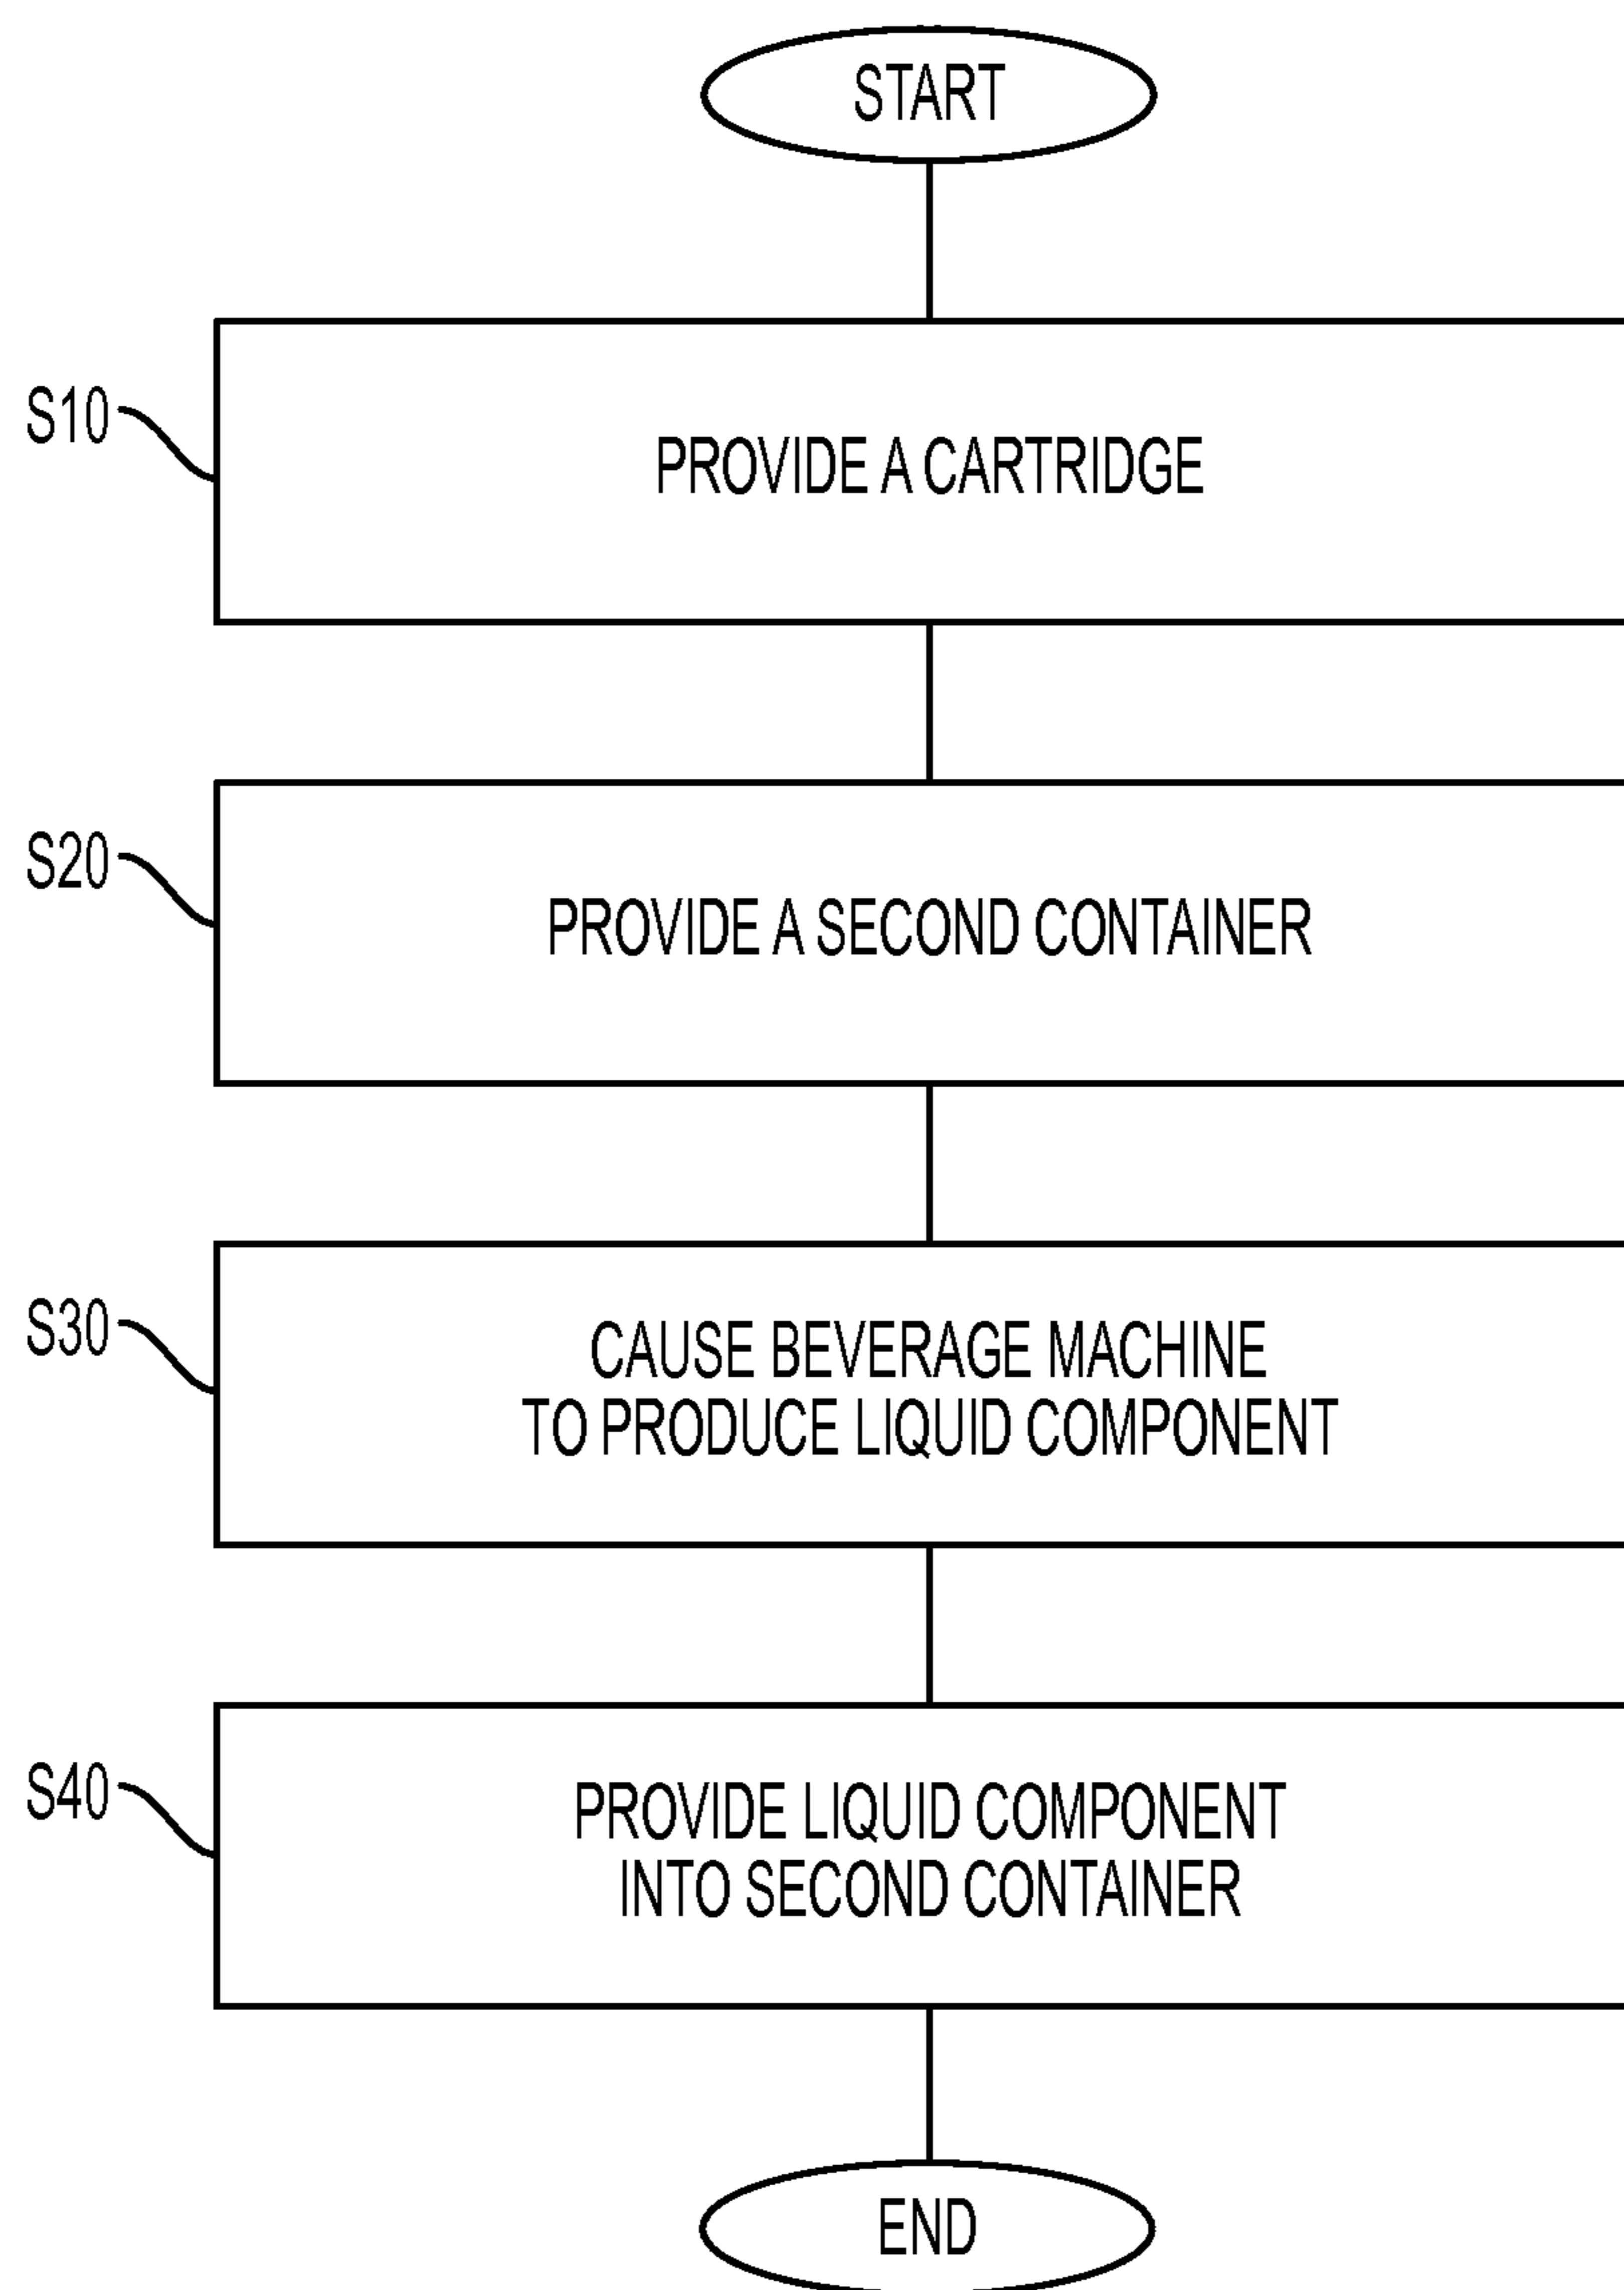 START
S10
PROVIDE A CARTRIDGE
S20
PROVIDE A SECOND CONTAINER
S30
CAUSE BEVERAGE MACHINE
TO PRODUCE LIQUID COMPONENT
S40
PROVIDE LIQUID COMPONENT
INTO SECOND CONTAINER
END